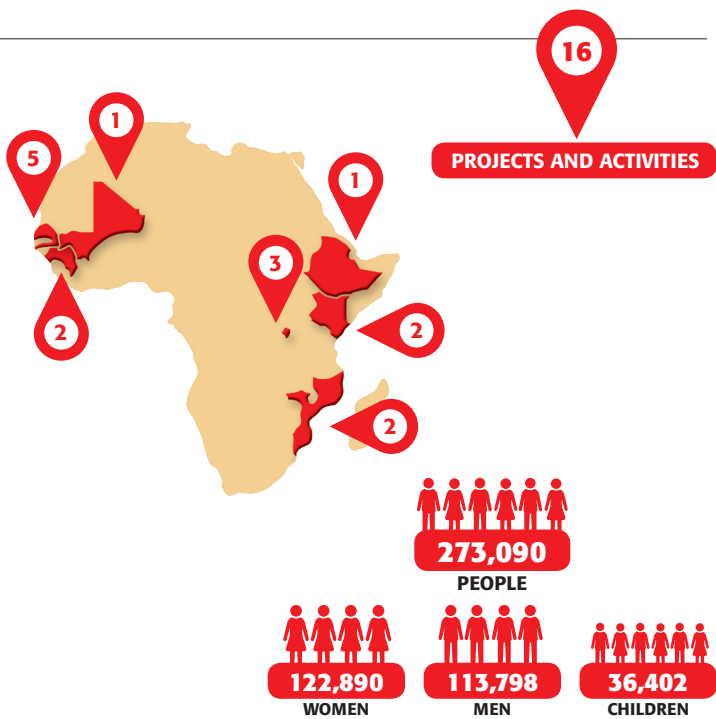 16
PROJECTS AND ACTIVITIES
1
5
1
3
2
2
2
273,090
PEOPLE
122,890
WOMEN
113,798
MEN
36,402
CHILDREN